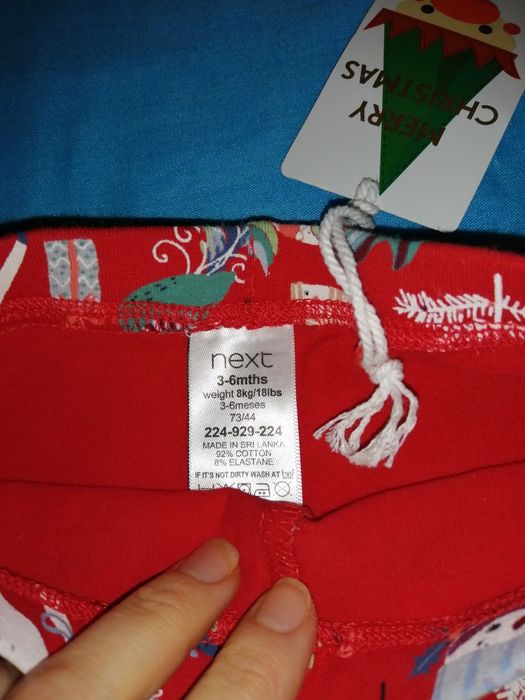 MERRY
CHRISTMAS
next
3-6mths
weight 8kg/18lbs
3-6meses
73/44
224-929-224
MADE IN SRI LANKA
92% COTTON
8% ELASTANE
IF IT'S NOT DIRTY WASH AT